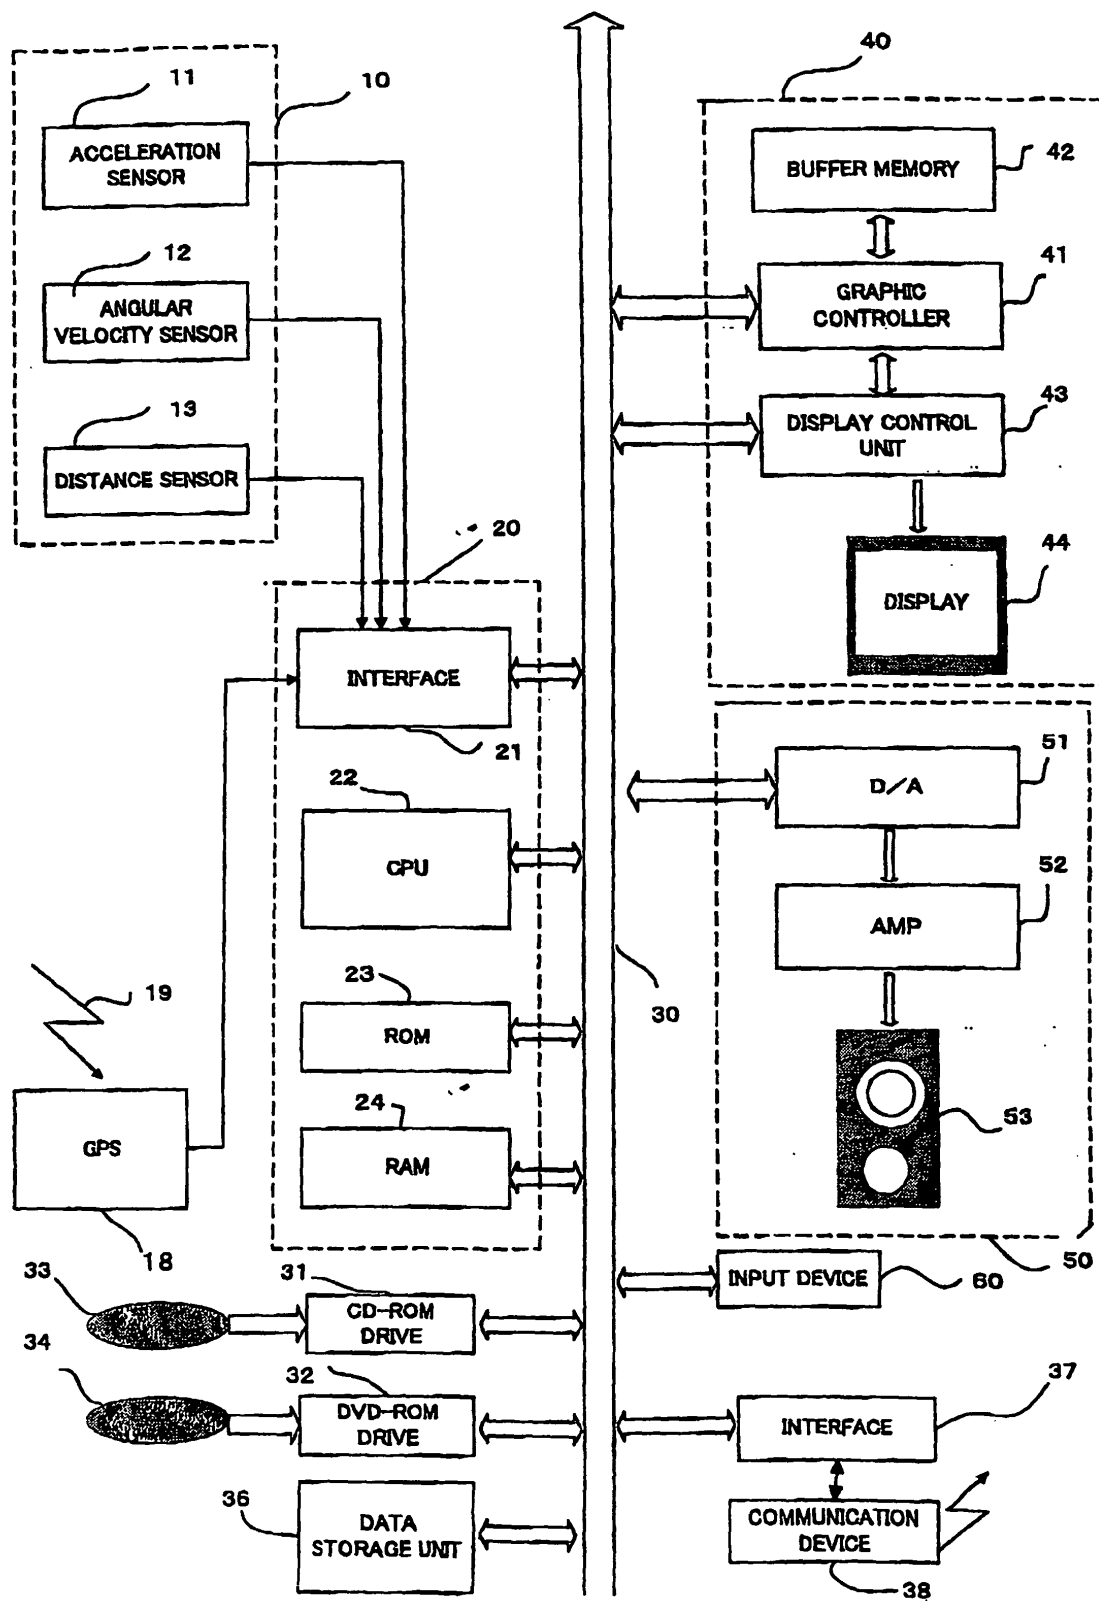 11
10
ACCELERATION
SENSOR
12
ANGULAR
VELOCITY SENSOR
13
DISTANCE SENSOR
20
INTERFACE
21
22
CPU
23
ROM
24
RAM
19
GPS
18
33
31
CD-ROM
DRIVE
34
32
DVD-ROM
DRIVE
36
DATA
STORAGE UNIT
30
40
BUFFER MEMORY
42
GRAPHIC
CONTROLLER
41
DISPLAY CONTROL
UNIT
43
DISPLAY
44
D/A
51
AMP
52
53
50
INPUT DEVICE
60
37
INTERFACE
COMMUNICATION
DEVICE
38